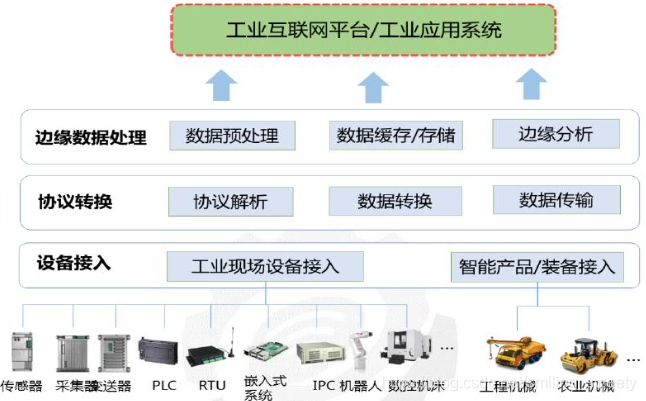 工业互联网平台/工业应用系统
边缘数据处理
数据预处理
数据缓存/存储
边缘分析
协议转换
协议解析
数据转换
数据传输
设备接入
工业现场设备接入
智能产品/装备接入
传感器
采集器
变送器
PLC
RTU
嵌入式
系统
IPC
机器人
数控机床
...
工程机械
农业机械
...